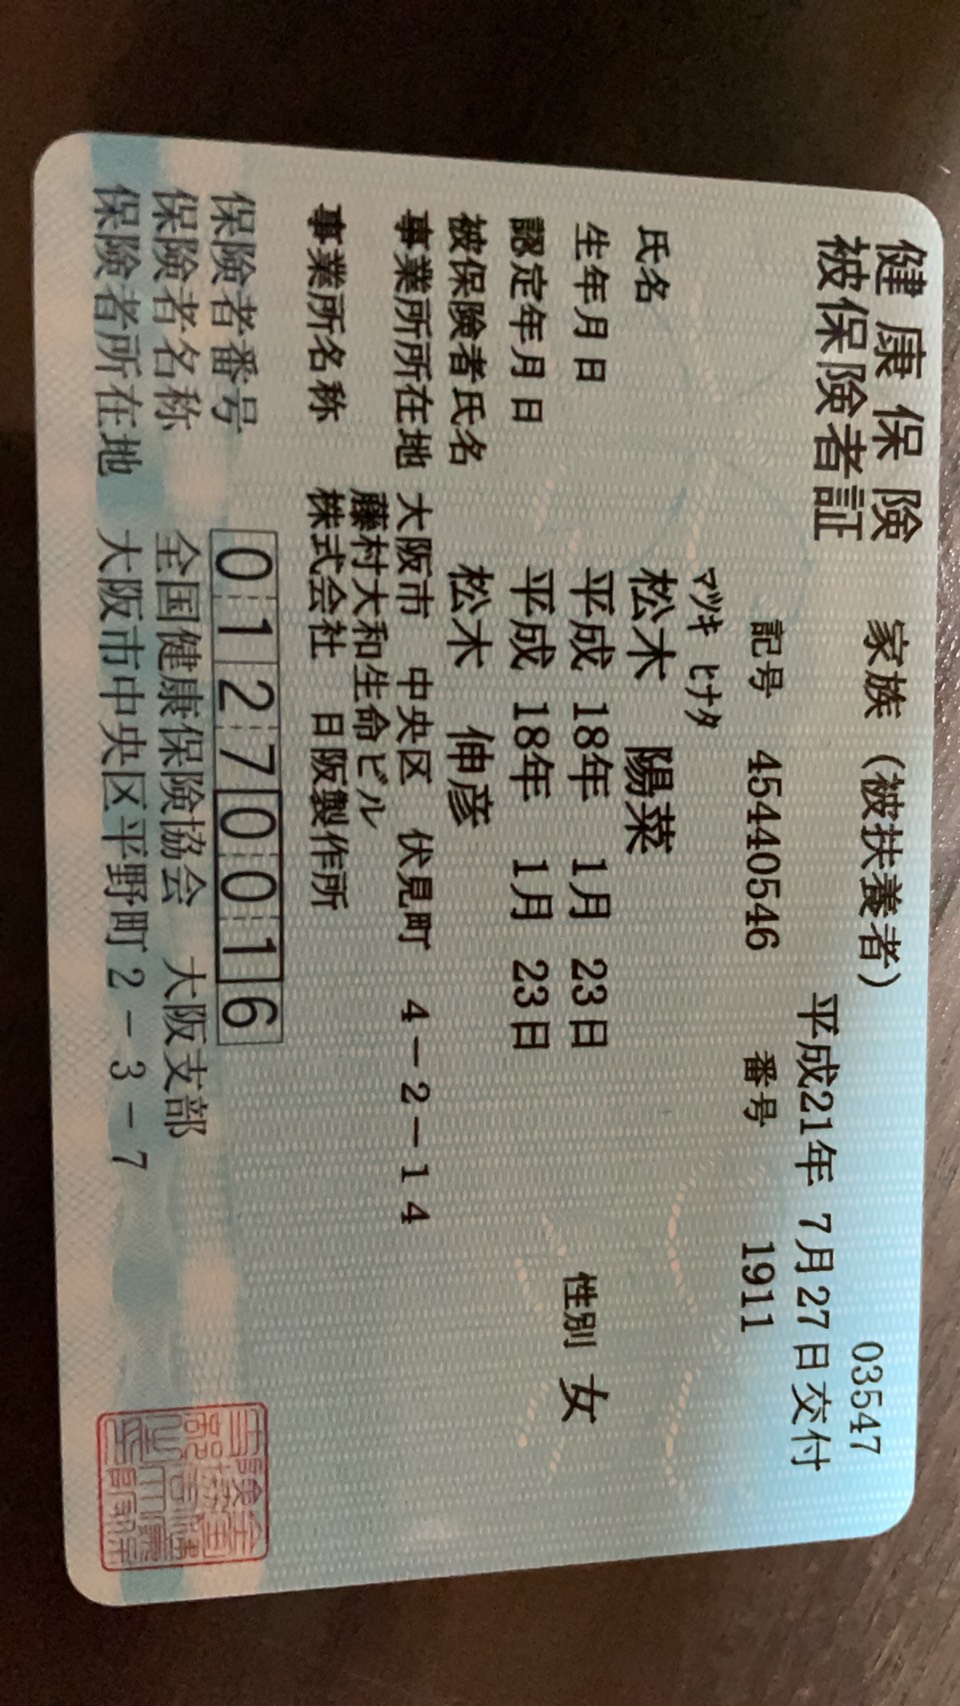 健康保険 家族（被扶養者） 03547
被保険者証 平成21年 7月27日交付
記号 45440546 番号 1911
マツキ ヒナタ
氏名 松木 陽菜
生年月日 平成 18年 1月 23日 性別 女
認定年月日 平成 18年 1月 23日
被保険者氏名 松木 伸彦
事業所所在地 大阪市 中央区 伏見町 4－2－14
藤村大和生命ビル
事業所名称 株式会社 日阪製作所
保険者番号 01270016
保険者名称 全国健康保険協会 大阪支部
保険者所在地 大阪市中央区平野町2－3－7